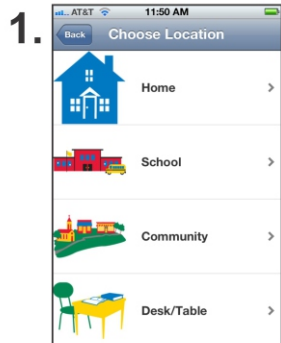 1.
AT&T 11:50 AM
Back Choose Location
Home
School
Community
Desk/Table